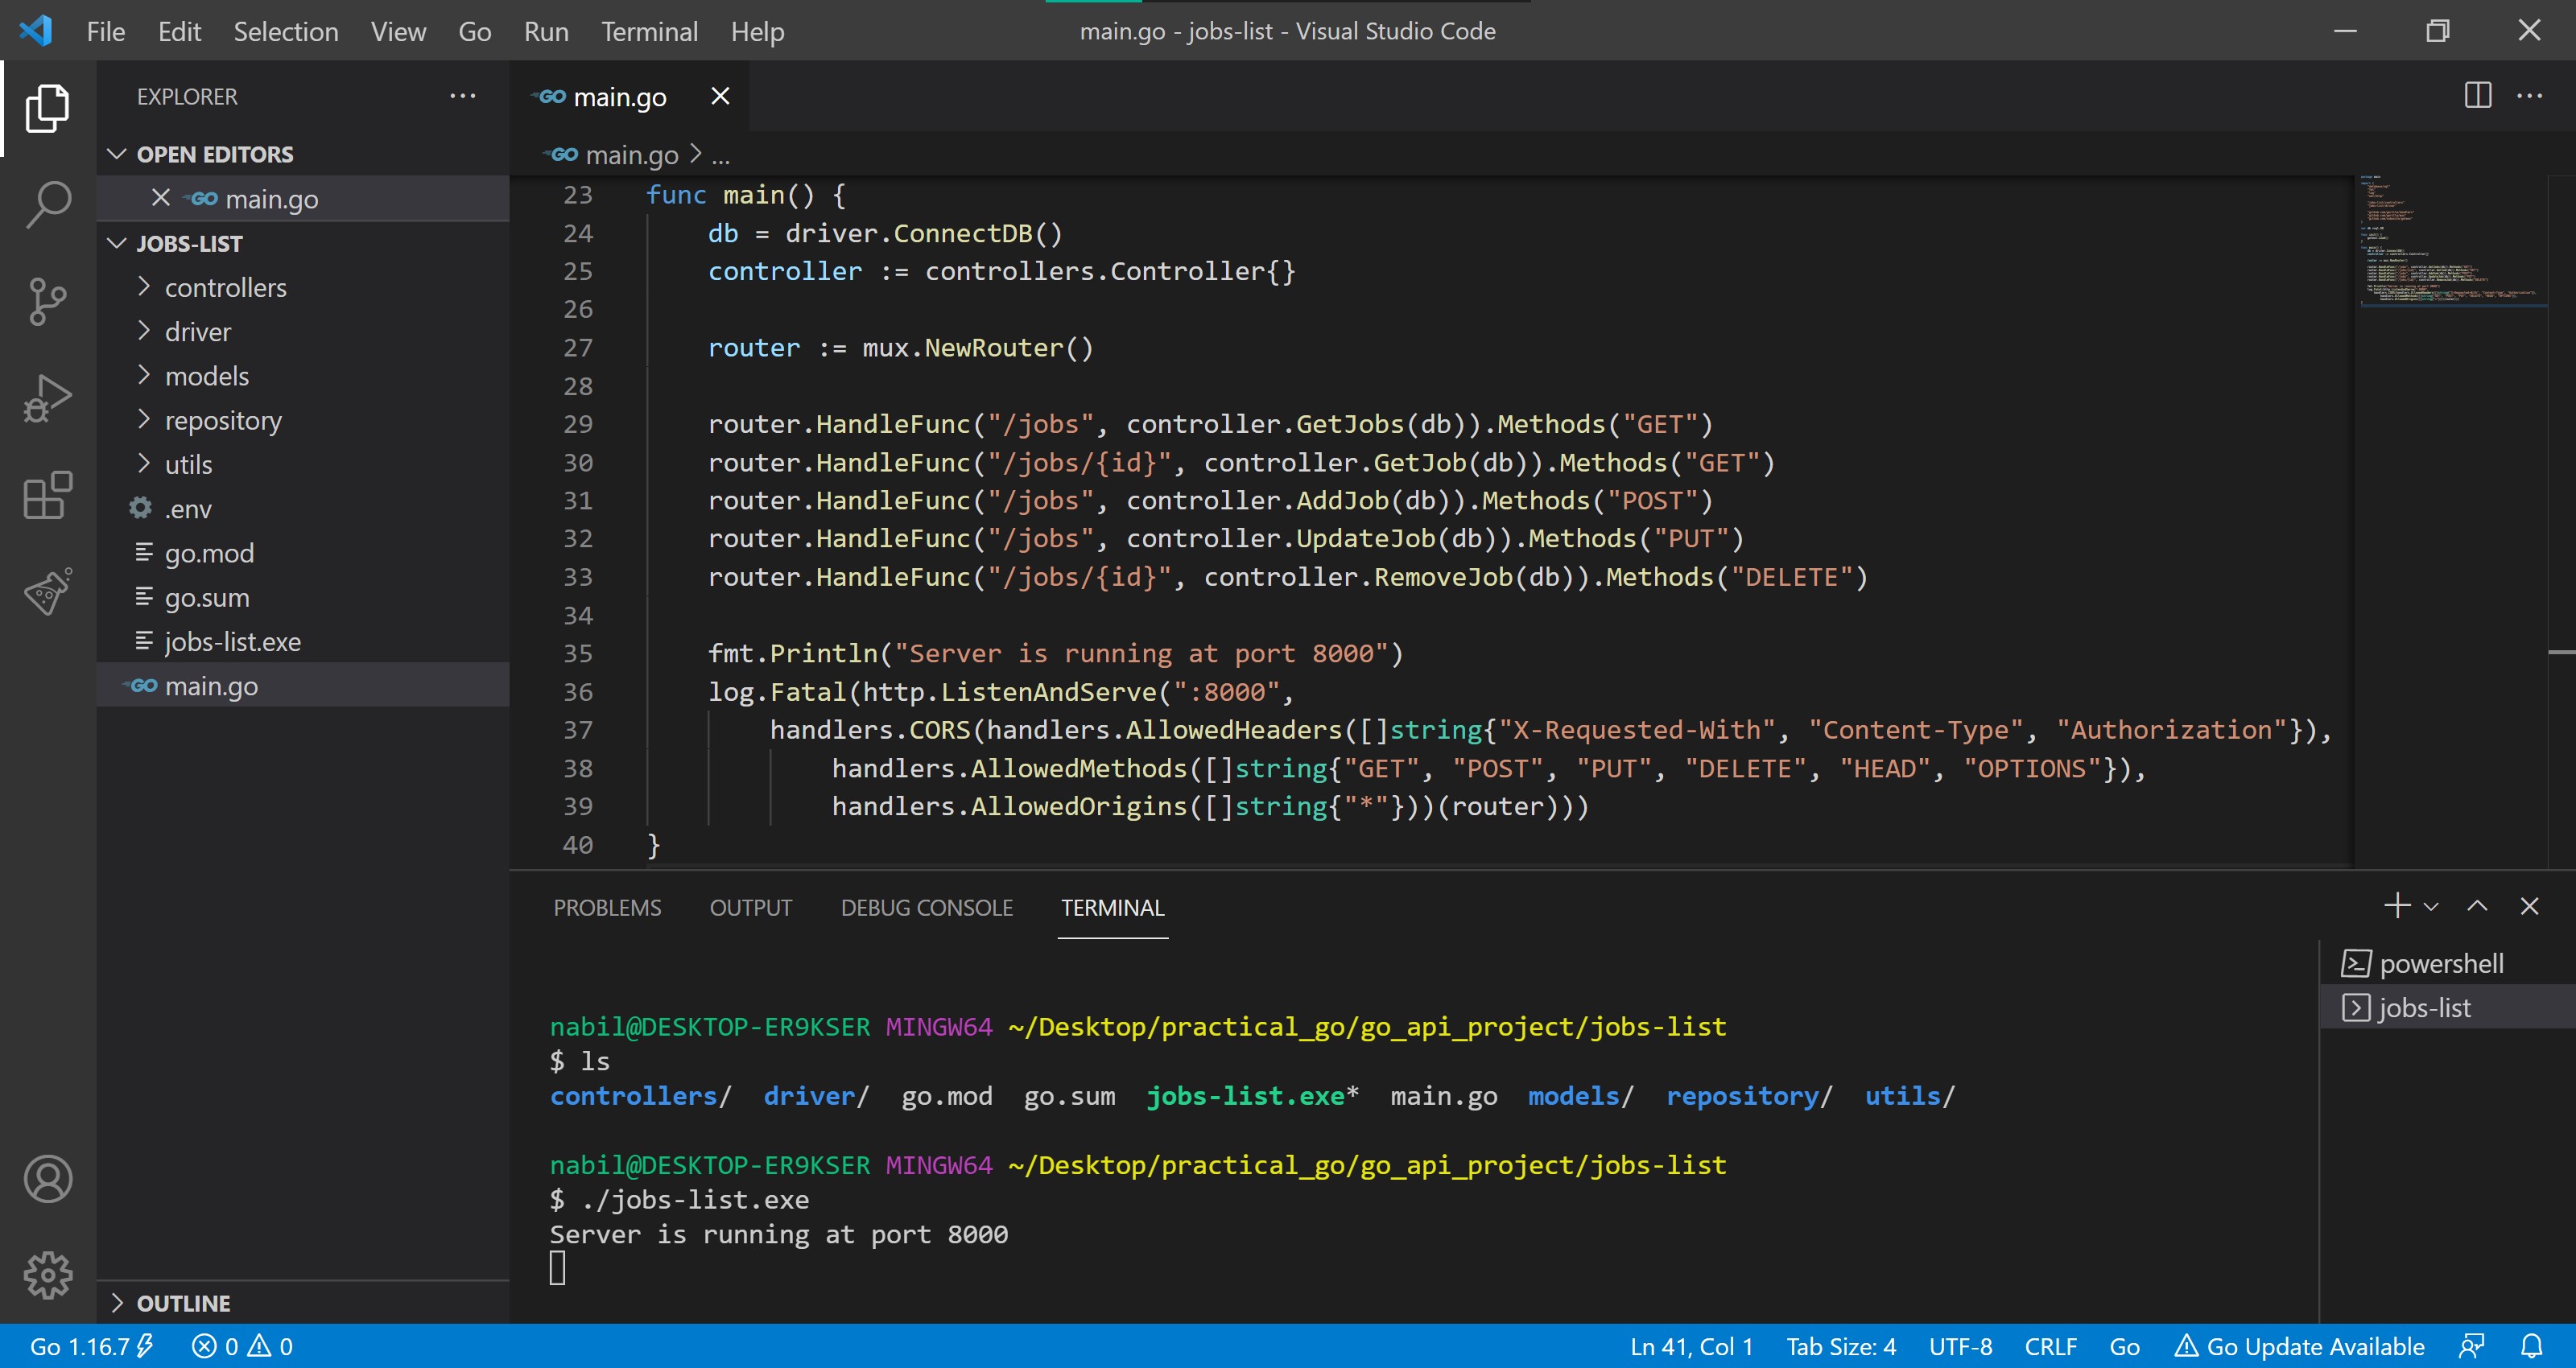 File Edit Selection View Go Run Terminal Help
main.go - jobs-list - Visual Studio Code
EXPLORER
OPEN EDITORS
GO main.go
JOBS-LIST
controllers
driver
models
repository
utils
.env
go.mod
go.sum
jobs-list.exe
GO main.go
OUTLINE
GO main.go
GO main.go > ...
23 func main() {
24 db = driver.ConnectDB()
25 controller := controllers.Controller{}
26
27 router := mux.NewRouter()
28
29 router.HandleFunc("/jobs", controller.GetJobs(db)).Methods("GET")
30 router.HandleFunc("/jobs/{id}", controller.GetJob(db)).Methods("GET")
31 router.HandleFunc("/jobs", controller.AddJob(db)).Methods("POST")
32 router.HandleFunc("/jobs", controller.UpdateJob(db)).Methods("PUT")
33 router.HandleFunc("/jobs/{id}", controller.RemoveJob(db)).Methods("DELETE")
34
35 fmt.Println("Server is running at port 8000")
36 log.Fatal(http.ListenAndServe(":8000",
37 handlers.CORS(handlers.AllowedHeaders([]string{"X-Requested-With", "Content-Type", "Authorization"}),
38 handlers.AllowedMethods([]string{"GET", "POST", "PUT", "DELETE", "HEAD", "OPTIONS"}),
39 handlers.AllowedOrigins([]string{"*"}))(router)))
40 }
PROBLEMS OUTPUT DEBUG CONSOLE TERMINAL
nabil@DESKTOP-ER9KSER MINGW64 ~/Desktop/practical_go/go_api_project/jobs-list
$ ls
controllers/ driver/ go.mod go.sum jobs-list.exe* main.go models/ repository/ utils/
nabil@DESKTOP-ER9KSER MINGW64 ~/Desktop/practical_go/go_api_project/jobs-list
$ ./jobs-list.exe
Server is running at port 8000
powershell
jobs-list
Go 1.16.7 0 0 Ln 41, Col 1 Tab Size: 4 UTF-8 CRLF Go Go Update Available